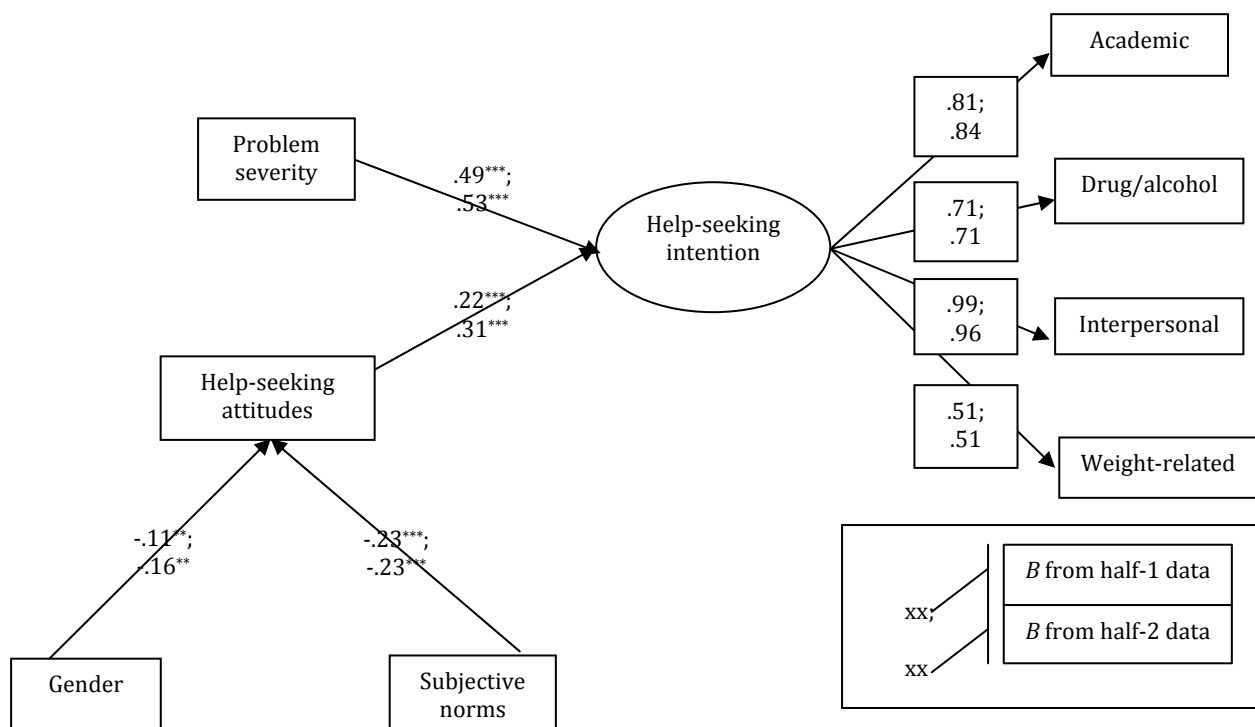 Academic
.81;
.84
Problem
severity
.49***;
.53***
Drug/alcohol
.71;
.71
Help-seeking
intention
.99;
.96
Interpersonal
.22***;
.31***
Help-seeking
attitudes
.51;
.51
Weight-related
-.11**;
-.16**
-.23***;
-.23***
xx;
xx
B from half-1 data
B from half-2 data
Gender
Subjective
norms